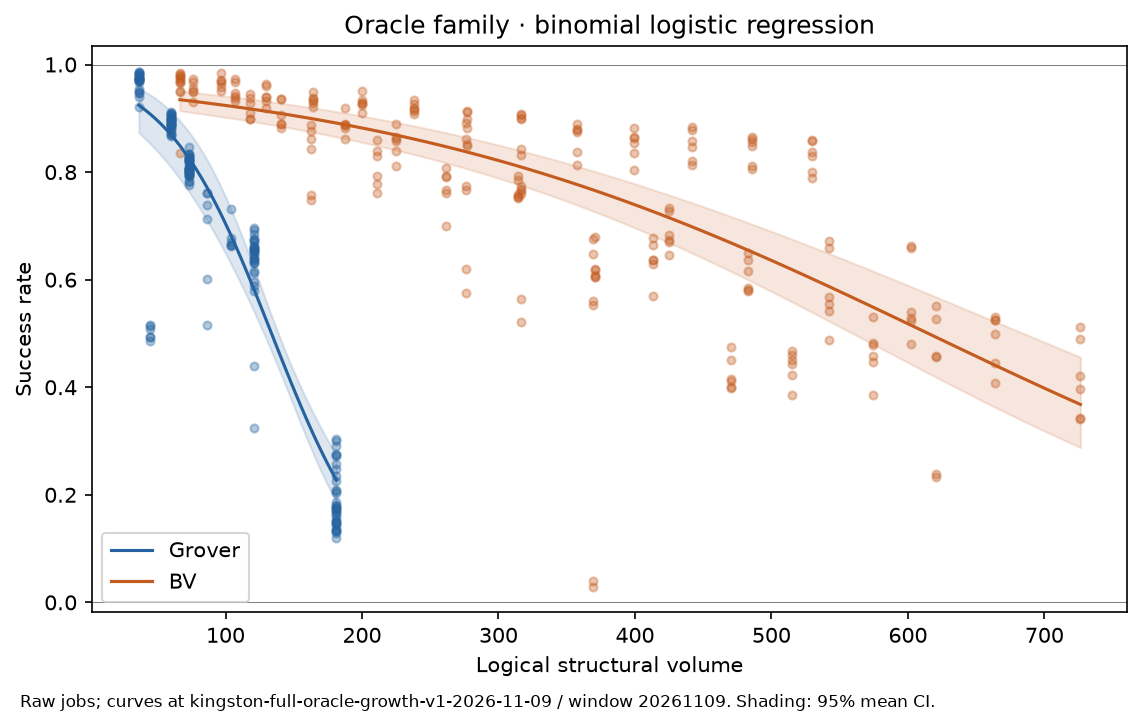 Oracle family · binomial logistic regression
Success rate
1.0
0.8
0.6
0.4
0.2
0.0
Grover
BV
100 200 300 400 500 600 700
Logical structural volume
Raw jobs; curves at kingston-full-oracle-growth-v1-2026-11-09 / window 20261109. Shading: 95% mean CI.